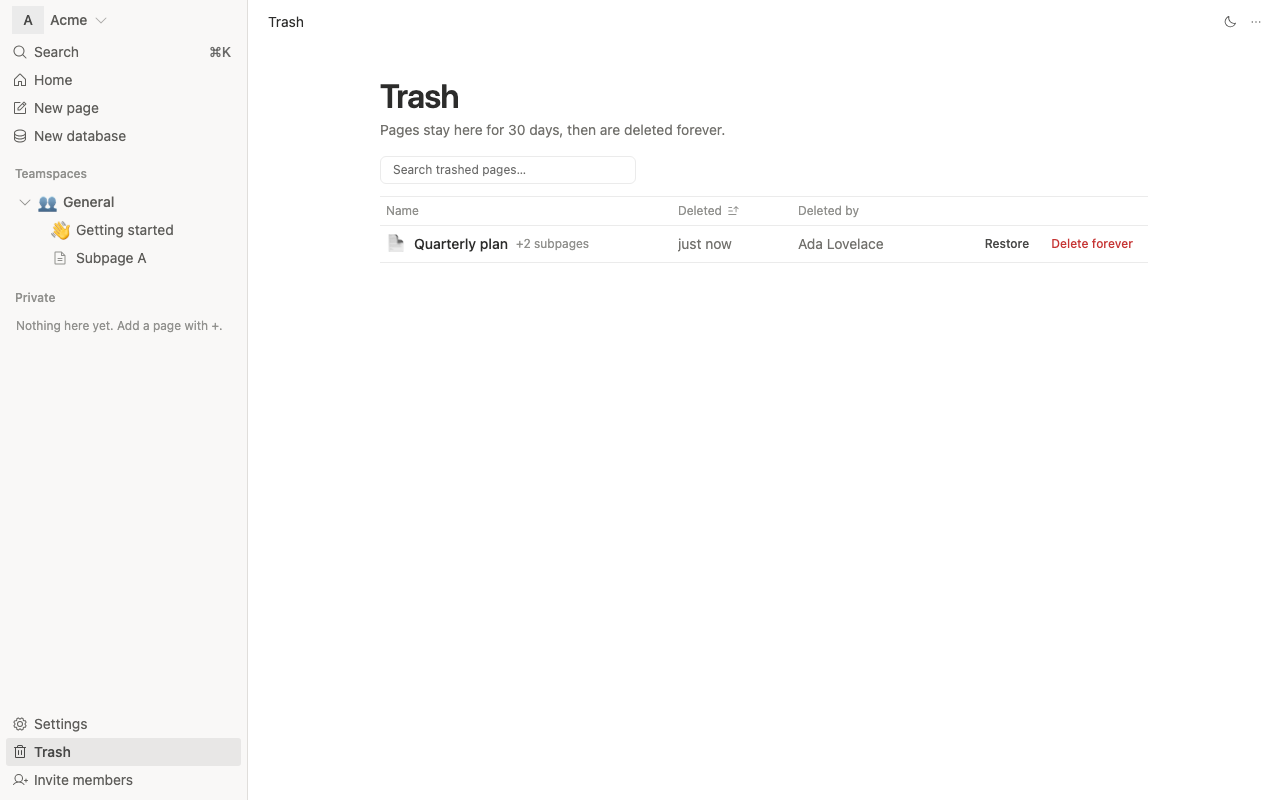 A Acme
Search ⌘K
Home
New page
New database
Teamspaces
General
Getting started
Subpage A
Private
Nothing here yet. Add a page with +.
Settings
Trash
Invite members
Trash
Trash
Pages stay here for 30 days, then are deleted forever.
Search trashed pages...
Name Deleted Deleted by
Quarterly plan +2 subpages just now Ada Lovelace Restore Delete forever